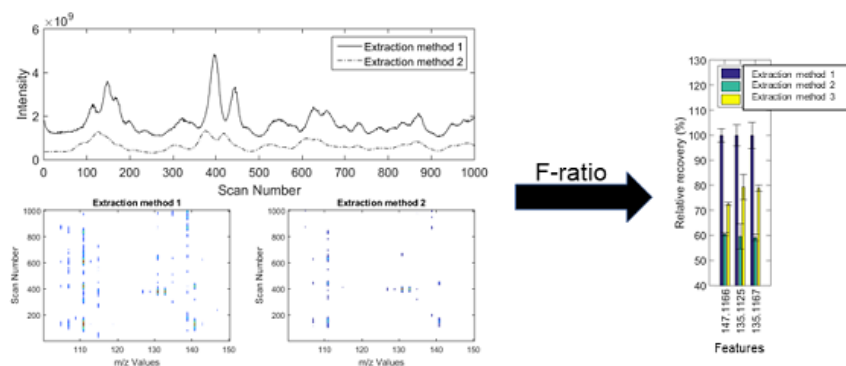 ×10⁹
6
4
2
0
Intensity
Extraction method 1
Extraction method 2
0 100 200 300 400 500 600 700 800 900 1000
Scan Number
Extraction method 1
1000
800
600
400
200
Scan Number
110 120 130 140 150
m/z Values
Extraction method 2
1000
800
600
400
200
Scan Number
110 120 130 140 150
m/z Values
F-ratio
130
120
110
100
90
80
70
60
50
40
Relative recovery (%)
Extraction method 1
Extraction method 2
Extraction method 3
147.1166
135.1125
135.1167
Features